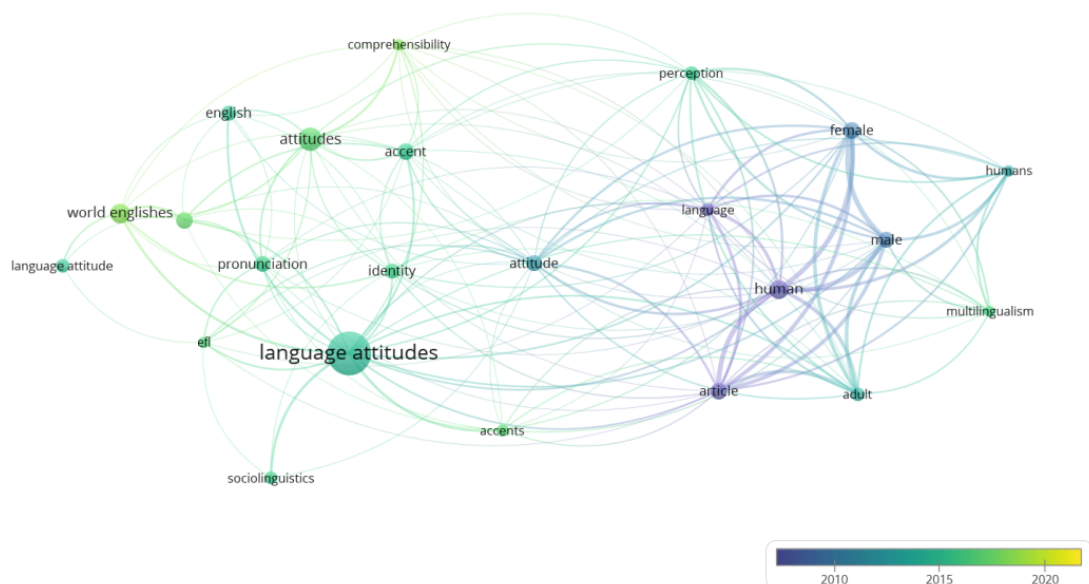 comprehensibility
perception
english
female
attitudes
accent
humans
world englishes
language
male
language attitude
pronunciation
identity
attitude
human
multilingualism
efl
language attitudes
article
adult
accents
sociolinguistics
2010
2015
2020